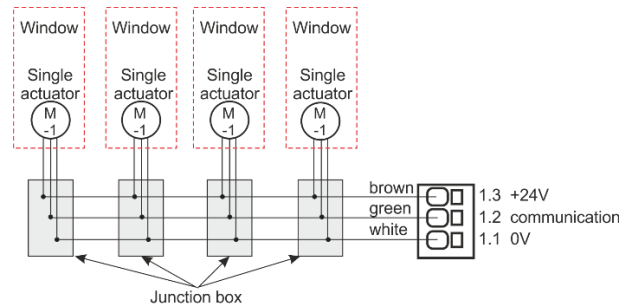 Window Window Window Window
Single actuator Single actuator Single actuator Single actuator
M -1 M -1 M -1 M -1
brown 1.3 +24V
green 1.2 communication
white 1.1 0V
Junction box